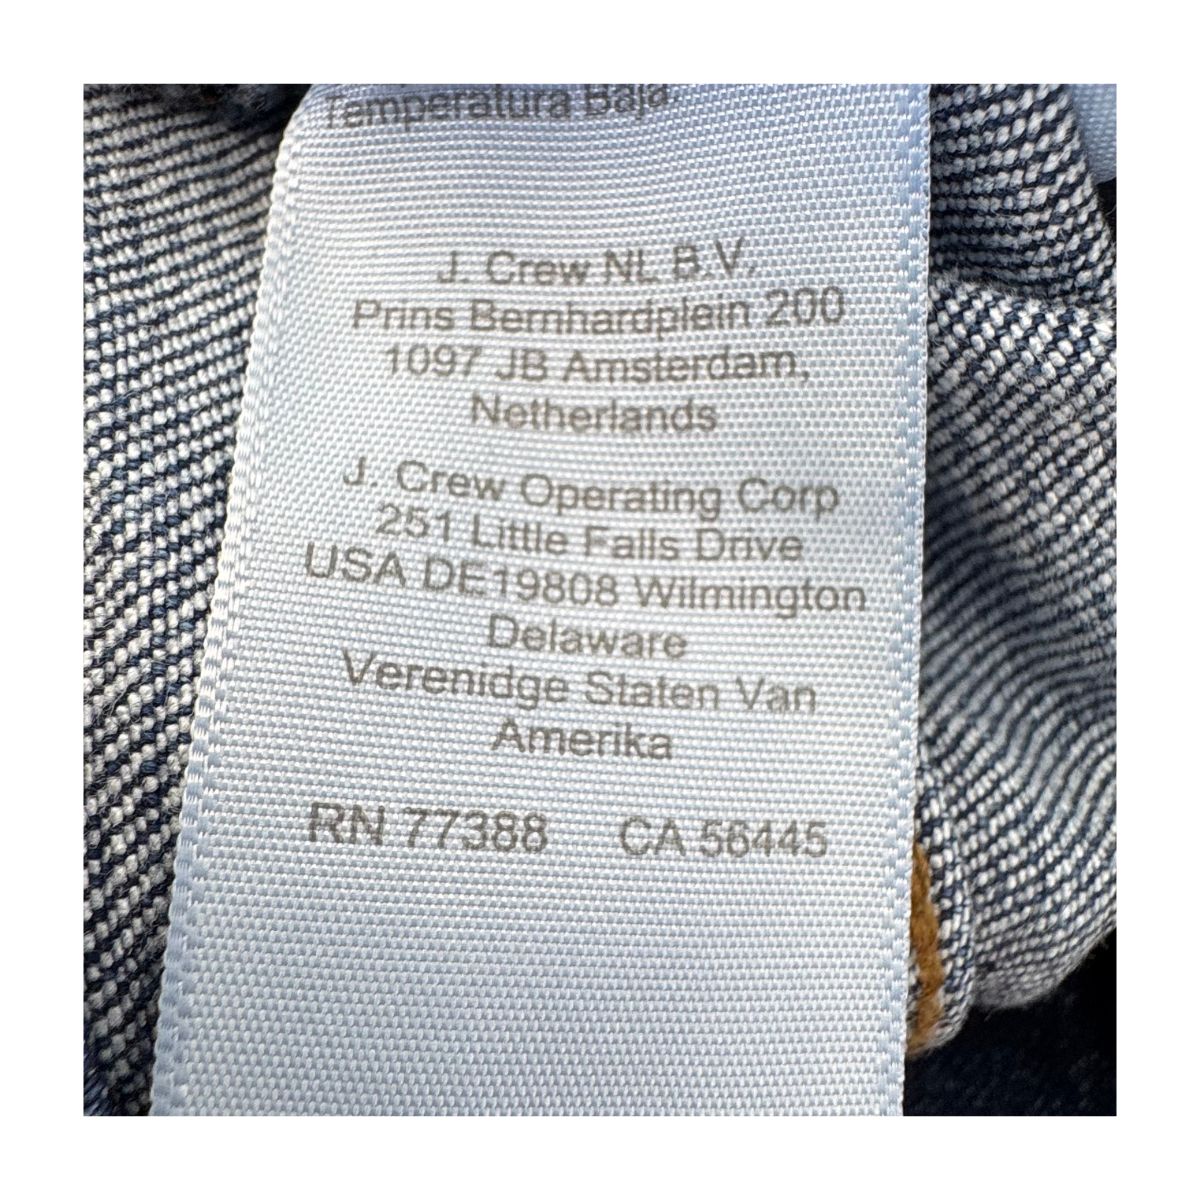 Temperatura Baja
J. Crew NL B.V.
Prins Bernhardplein 200
1097 JB Amsterdam,
Netherlands
J. Crew Operating Corp
251 Little Falls Drive
USA DE19808 Wilmington
Delaware
Verenidge Staten Van
Amerika
RN 77388 CA 56445